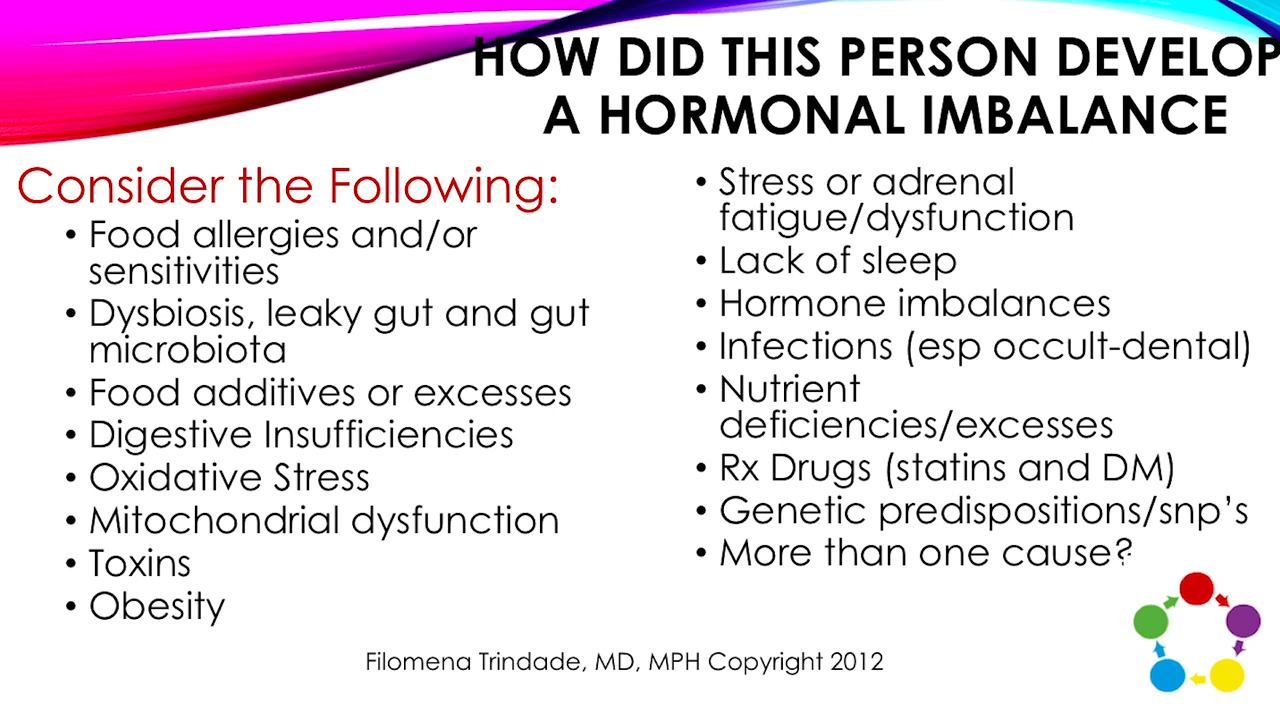 HOW DID THIS PERSON DEVELOP
A HORMONAL IMBALANCE
Consider the Following:
• Food allergies and/or
sensitivities
• Dysbiosis, leaky gut and gut
microbiota
• Food additives or excesses
• Digestive Insufficiencies
• Oxidative Stress
• Mitochondrial dysfunction
• Toxins
• Obesity
• Stress or adrenal
fatigue/dysfunction
• Lack of sleep
• Hormone imbalances
• Infections (esp occult-dental)
• Nutrient
deficiencies/excesses
• Rx Drugs (statins and DM)
• Genetic predispositions/snp's
• More than one cause?
Filomena Trindade, MD, MPH Copyright 2012